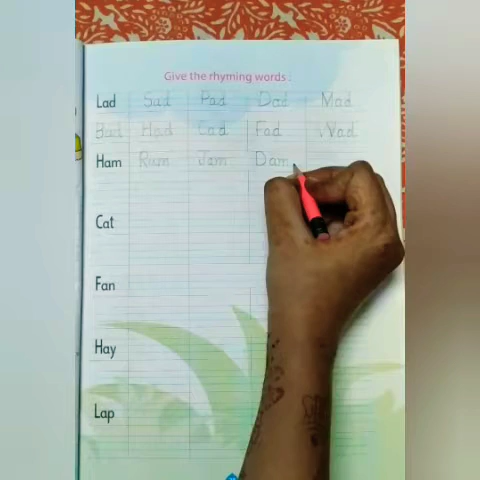 Give the rhyming words :
Lad Sad Pad Dad Mad
Bad Had Cad Fad Wad
Ham Ram Jam Dam
Cat
Fan
Hay
Lap